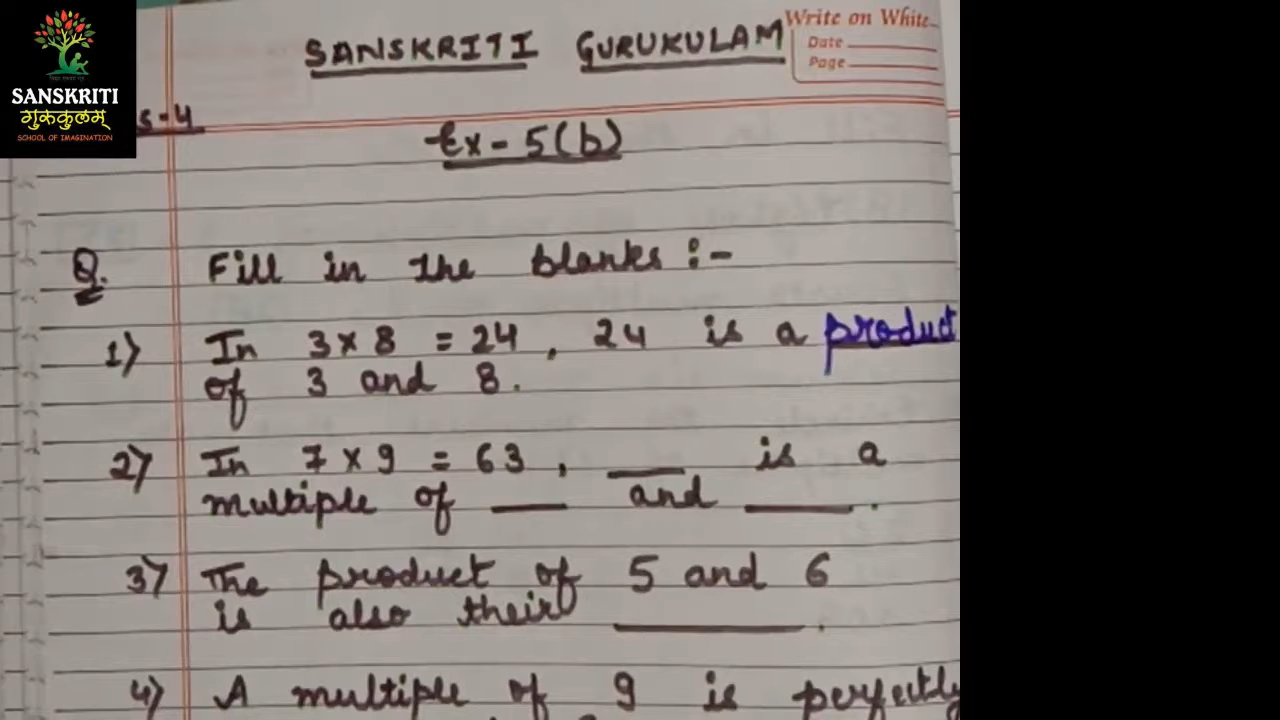 SANSKRITI
गुरुकुलम्
SCHOOL OF IMAGINATION
SANSKRITI GURUKULAM
Write on White
Date
Page
s-4
Ex-5(b)
Q. Fill in the blanks :-
1) In 3×8 = 24, 24 is a product
of 3 and 8.
2) In 7×9 = 63, ___ is a
multiple of ___ and ___.
3) The product of 5 and 6
is also their ___.
4) A multiple of 9 is perfectly